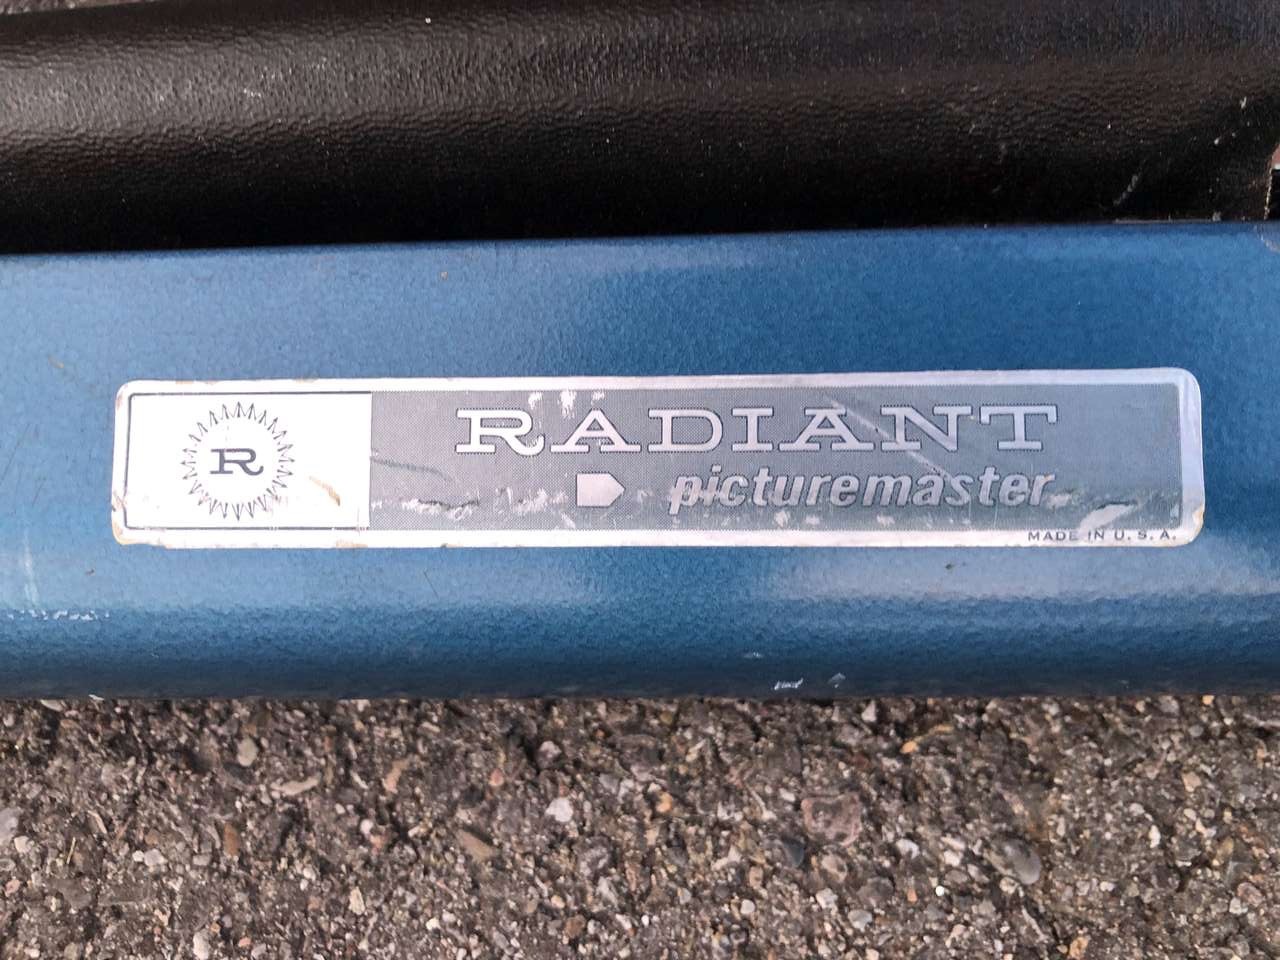 R
RADIANT
picturemaster
MADE IN U. S. A.